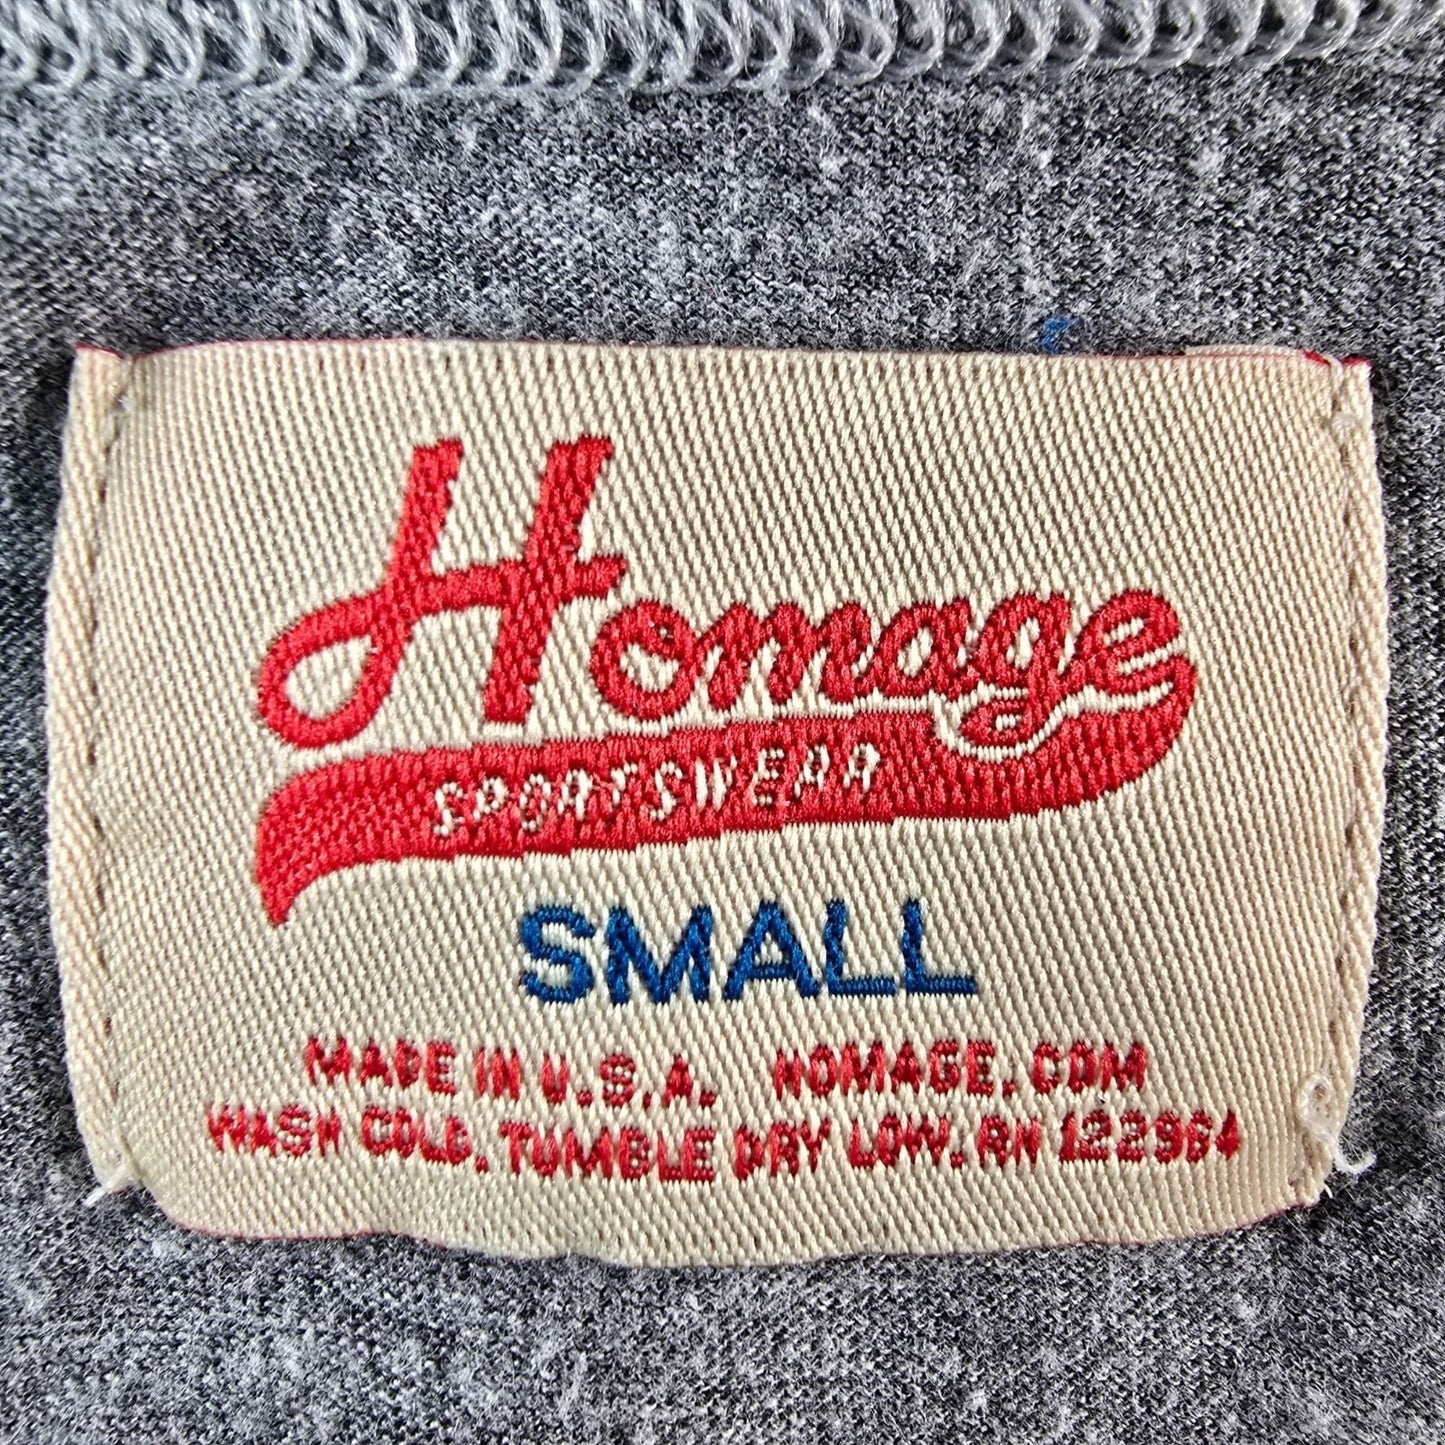 Homage
SPORTSWEAR
SMALL
MADE IN U.S.A. HOMAGE.COM
WASH COLD. TUMBLE DRY LOW. RN 122964